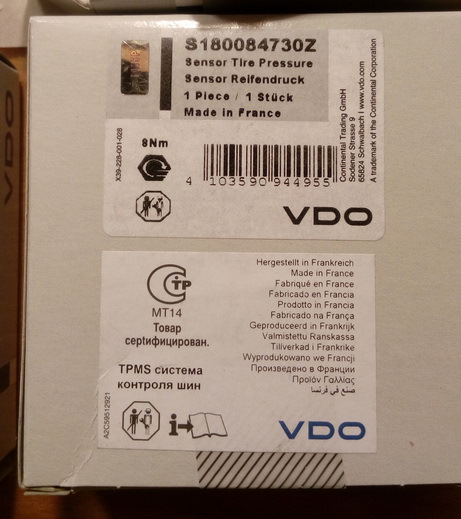 S180084730Z
Sensor Tire Pressure
Sensor Reifendruck
1 Piece / 1 Stück
Made in France
8Nm
X39-228-001-028
4 103590 944955
Continental Trading GmbH
Sodener Strasse 9
65824 Schwalbach I www.vdo.com
A trademark of the Continental Corporation
VDO
VDO
СTP
MT14
Товар
сертифицирован.
TPMS система
контроля шин
A2C59512921
i
Hergestellt in Frankreich
Made in France
Fabriqué en France
Fabricado en Francia
Prodotto in Francia
Fabricado na França
Geproduceerd in Frankrijk
Valmistettu Ranskassa
Tillverkad i Frankrike
Wyprodukowano we Francji
Произведено в Франции
Προϊόν Γαλλίας
صنع في فرنسا
VDO